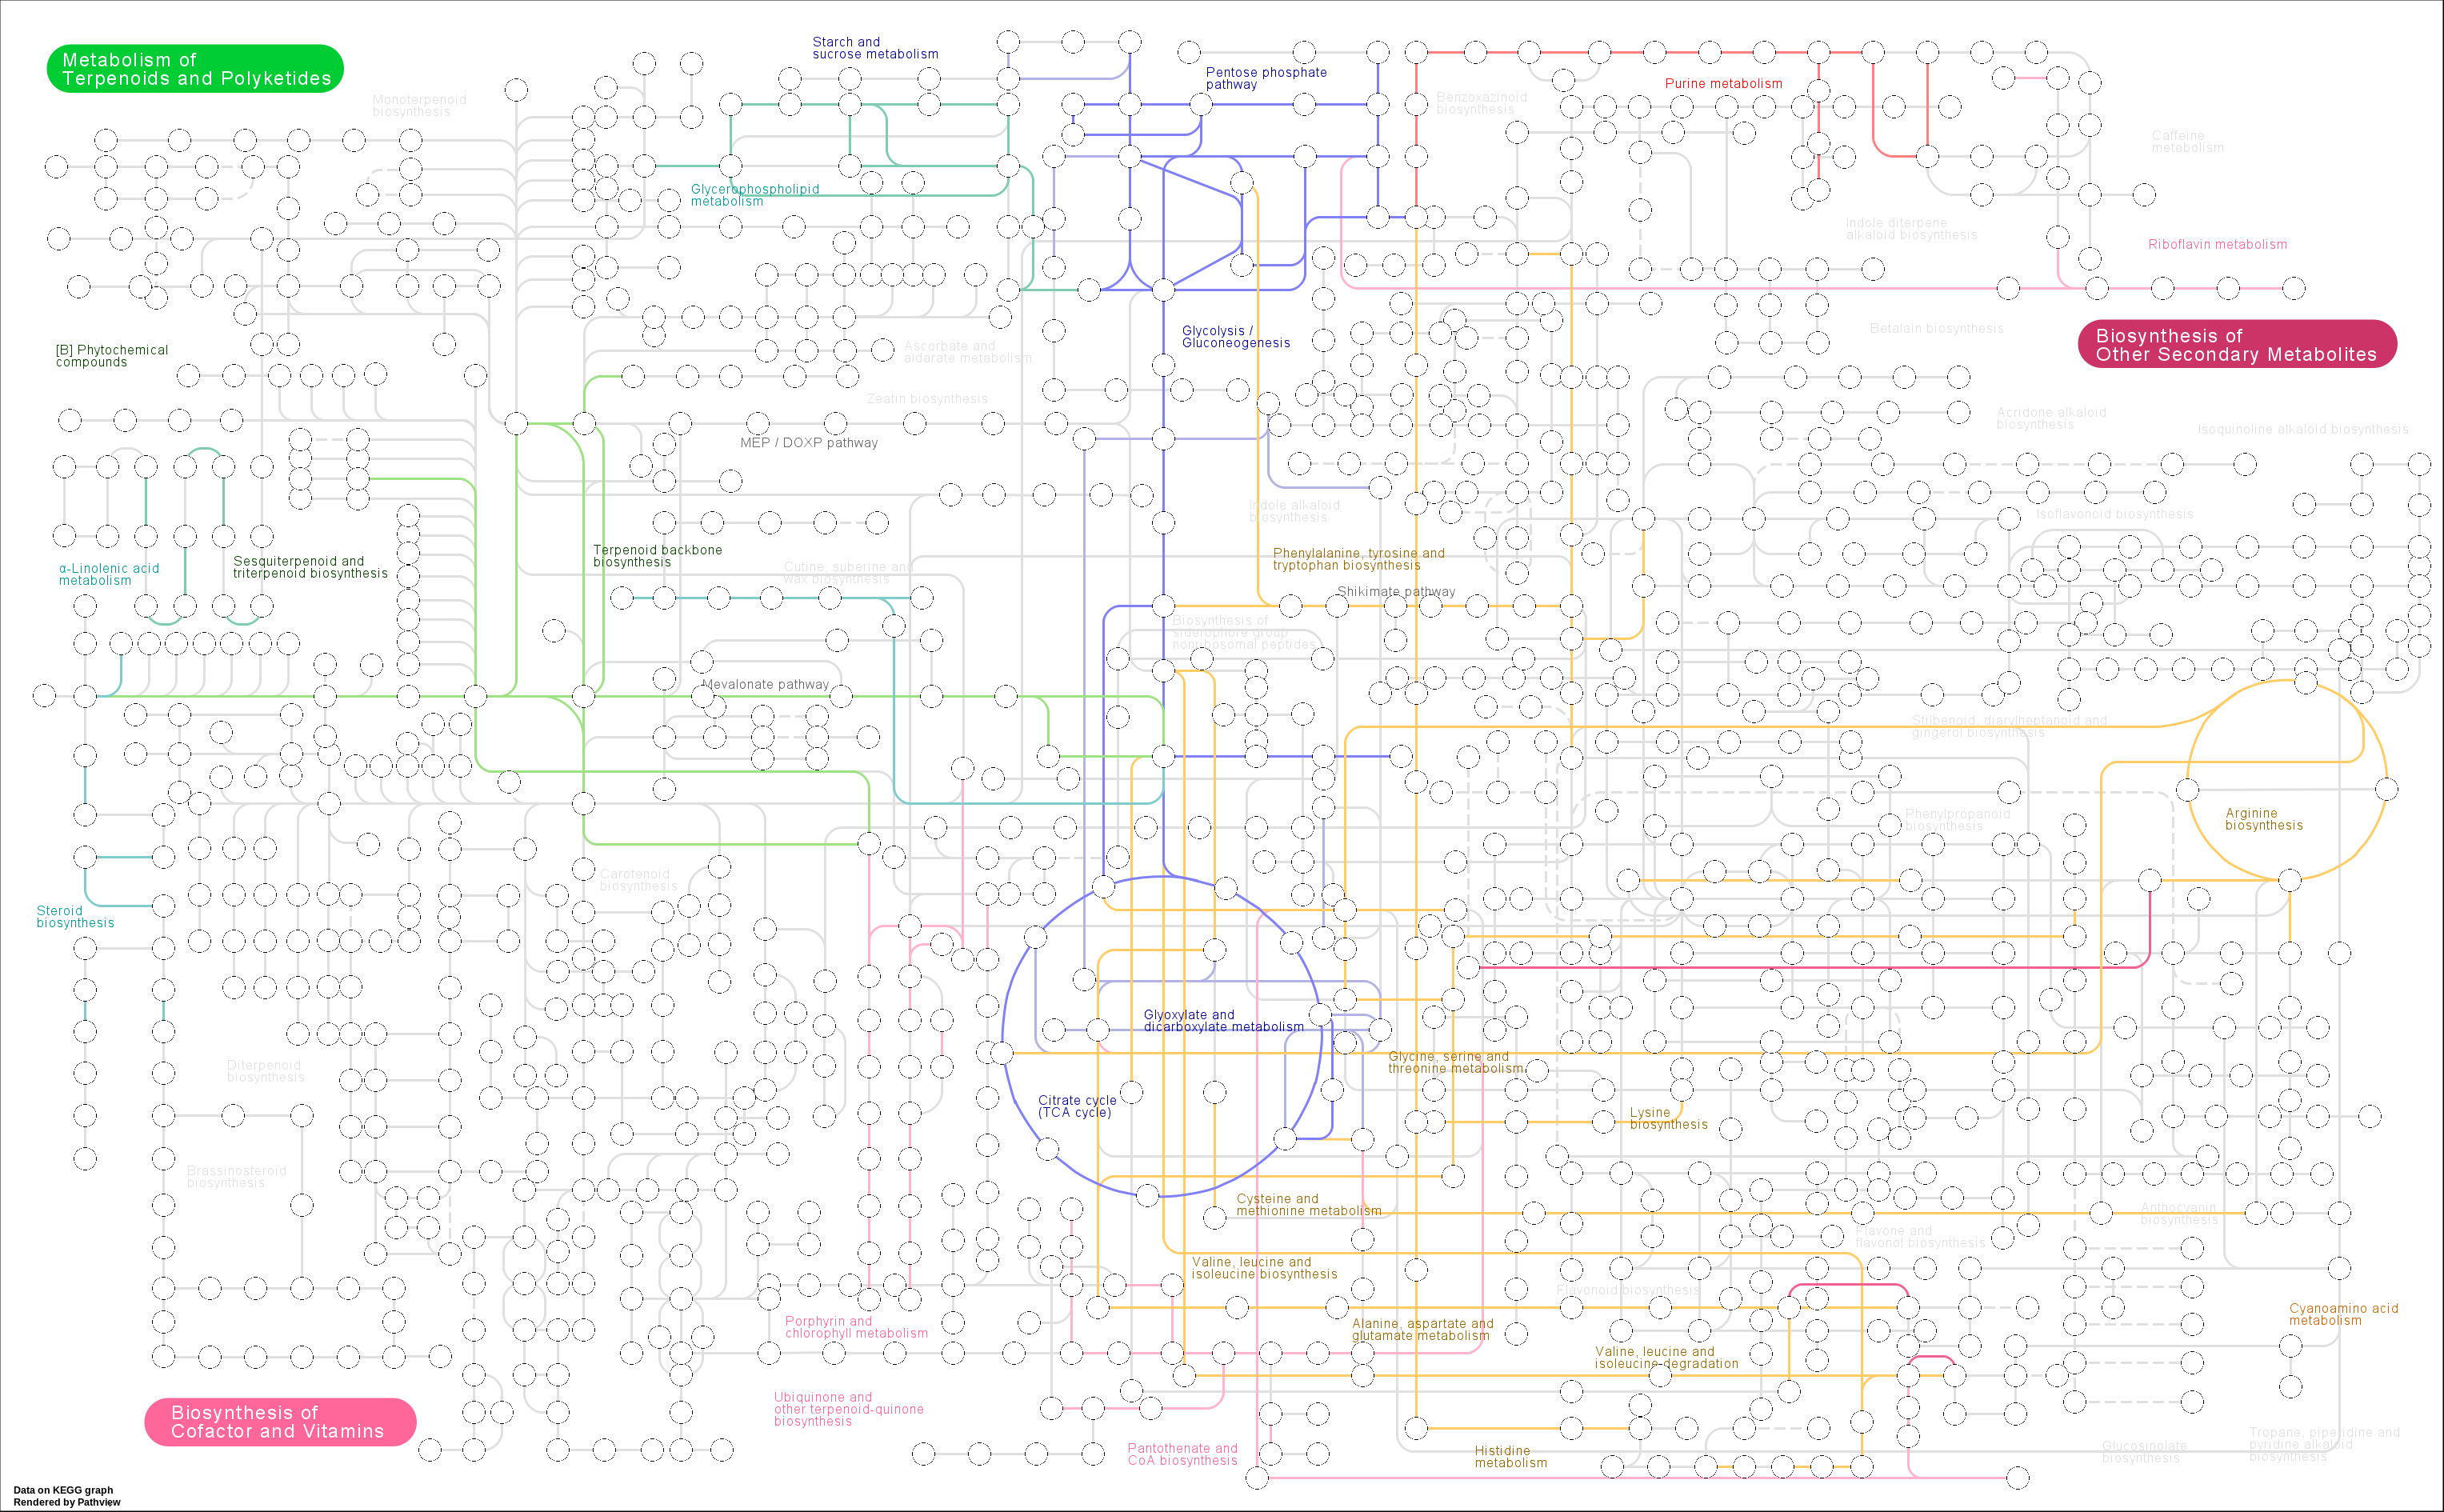 Metabolism of
Terpenoids and Polyketides
Monoterpenoid
biosynthesis
Starch and
sucrose metabolism
Pentose phosphate
pathway
Benzoxazinoid
biosynthesis
Purine metabolism
Caffeine
metabolism
Glycerophospholipid
metabolism
Indole diterpene
alkaloid biosynthesis
Riboflavin metabolism
[B] Phytochemical
compounds
Ascorbate and
aldarate metabolism
Glycolysis /
Gluconeogenesis
Betalain biosynthesis
Biosynthesis of
Other Secondary Metabolites
Zeatin biosynthesis
MEP / DOXP pathway
Acridone alkaloid
biosynthesis
Isoquinoline alkaloid biosynthesis
Indole alkaloid
biosynthesis
Isoflavonoid biosynthesis
α-Linolenic acid
metabolism
Sesquiterpenoid and
triterpenoid biosynthesis
Terpenoid backbone
biosynthesis
Cutine, suberine and
wax biosynthesis
Phenylalanine, tyrosine and
tryptophan biosynthesis
Shikimate pathway
Biosynthesis of
siderophore group
nonribosomal peptides
Mevalonate pathway
Stilbenoid, diarylheptanoid and
gingerol biosynthesis
Phenylpropanoid
biosynthesis
Arginine
biosynthesis
Carotenoid
biosynthesis
Steroid
biosynthesis
Glyoxylate and
dicarboxylate metabolism
Diterpenoid
biosynthesis
Glycine, serine and
threonine metabolism
Citrate cycle
(TCA cycle)
Lysine
biosynthesis
Brassinosteroid
biosynthesis
Cysteine and
methionine metabolism
Anthocyanin
biosynthesis
Flavone and
flavonol biosynthesis
Valine, leucine and
isoleucine biosynthesis
Flavonoid biosynthesis
Porphyrin and
chlorophyll metabolism
Alanine, aspartate and
glutamate metabolism
Cyanoamino acid
metabolism
Valine, leucine and
isoleucine degradation
Biosynthesis of
Cofactor and Vitamins
Ubiquinone and
other terpenoid-quinone
biosynthesis
Pantothenate and
CoA biosynthesis
Histidine
metabolism
Glucosinolate
biosynthesis
Tropane, piperidine and
pyridine alkaloid
biosynthesis
Data on KEGG graph
Rendered by Pathview